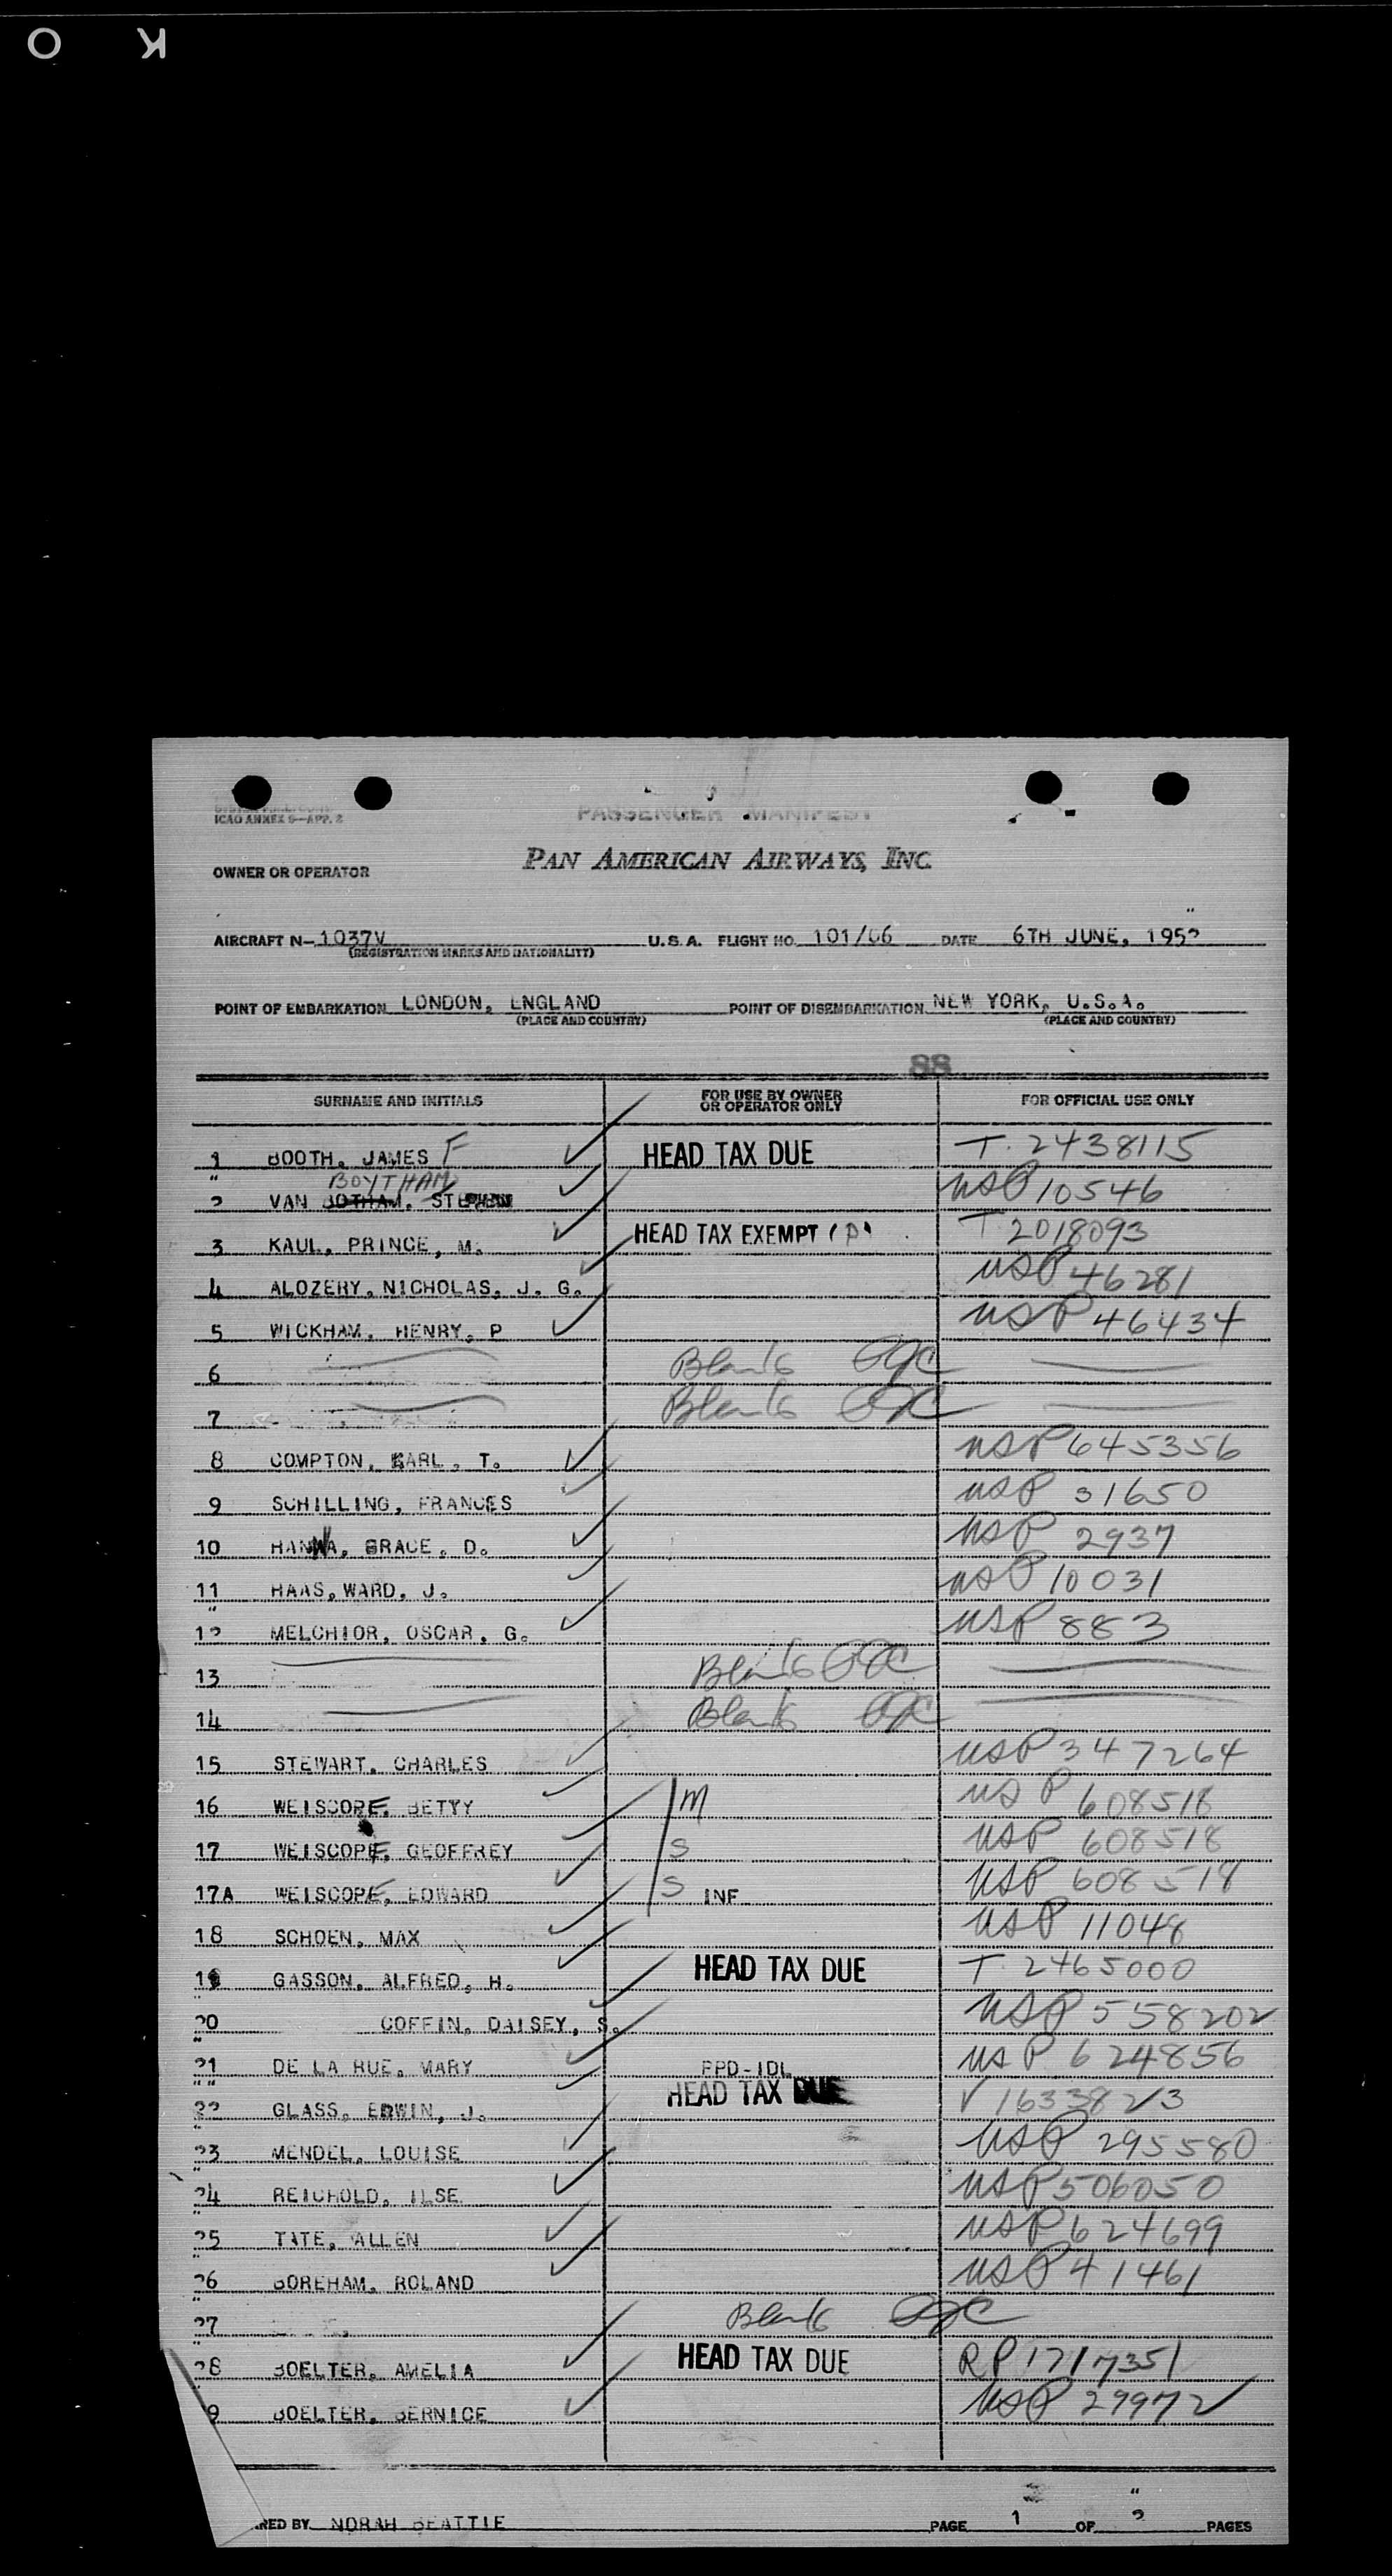 O K
ICAO ANNEX 9—APP. 2
PASSENGER MANIFEST
OWNER OR OPERATOR PAN AMERICAN AIRWAYS, INC
AIRCRAFT N- 1037V U.S.A. FLIGHT NO. 101/06 DATE 6TH JUNE, 1952
(REGISTRATION MARKS AND NATIONALITY)
POINT OF EMBARKATION LONDON, ENGLAND POINT OF DISEMBARKATION NEW YORK, U.S.A.
(PLACE AND COUNTRY) (PLACE AND COUNTRY)
88
SURNAME AND INITIALS FOR USE BY OWNER OR OPERATOR ONLY FOR OFFICIAL USE ONLY
1 BOOTH, JAMES F HEAD TAX DUE T. 2438115
BOYTHAM
2 VAN BOTHAM, STEPHEN USP 10546
3 KAUL, PRINCE, M. HEAD TAX EXEMPT (P) T. 2018093
4 ALOZERY, NICHOLAS, J. G. USP 46281
5 WICKHAM, HENRY, P USP 46434
6 Blank
7 Blank
8 COMPTON, KARL, T. USP 645356
9 SCHILLING, FRANCES USP 31650
10 HANNA, GRACE, D. USP 2937
11 HAAS, WARD, J. USP 10031
12 MELCHIOR, OSCAR, G. USP 883
13 Blank
14 Blank
15 STEWART, CHARLES USP 347264
16 WEISCOPF, BETTY M USP 608518
17 WEISCOPF, GEOFFREY S USP 608518
17A WEISCOPF, EDWARD S INF USP 608518
18 SCHOEN, MAX USP 11048
19 GASSON, ALFRED, H. HEAD TAX DUE T. 2465000
20 COFFIN, DAISEY, S. USP 558202
21 DE LA RUE, MARY PPD-IDL USP 624856
22 GLASS, EDWIN, J. HEAD TAX DUE V 1633823
23 MENDEL, LOUISE USP 295580
24 REICHOLD, ILSE USP 506050
25 TATE, ALLEN USP 624699
26 BOREHAM, ROLAND USP 41461
27 Blank
28 BOELTER, AMELIA HEAD TAX DUE RP 1717351
29 BOELTER, BERNICE USP 29972
RED BY NORAH BEATTIE PAGE 1 OF 2 PAGES